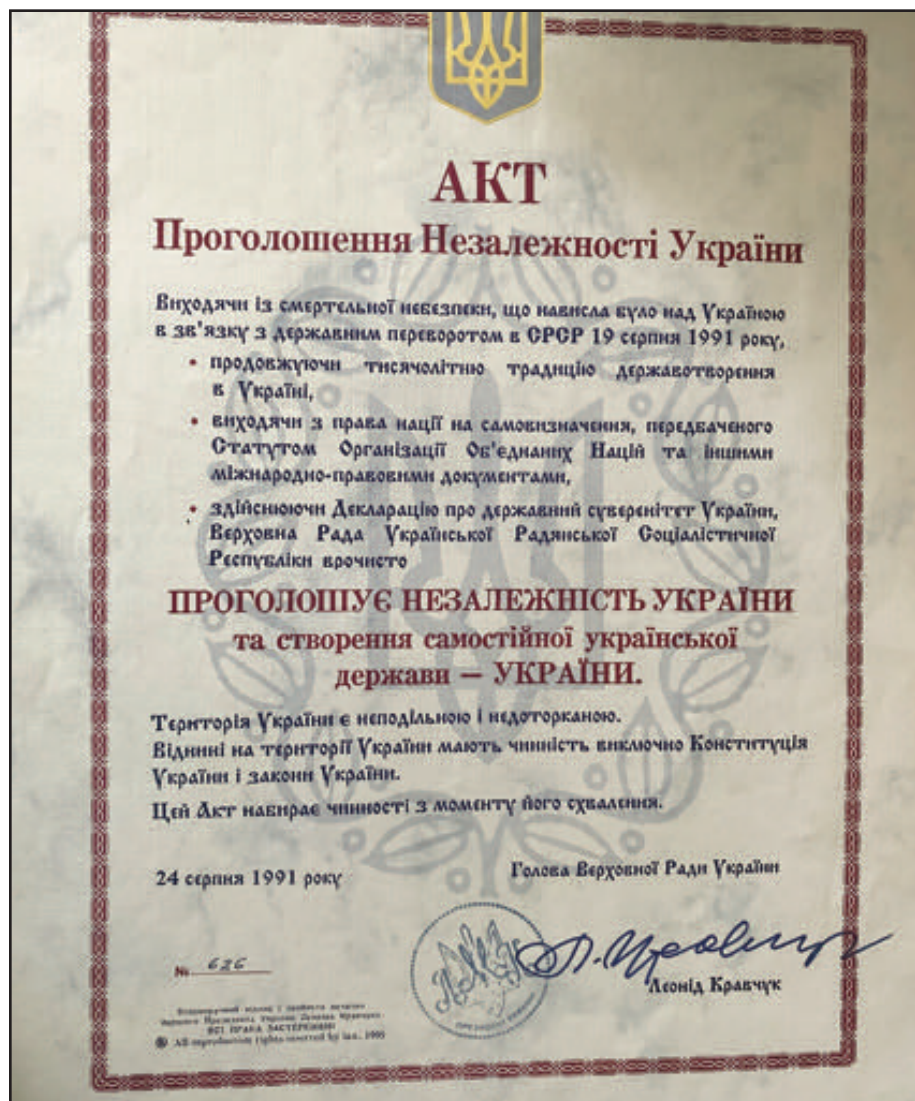 АКТ
Проголошення Незалежності України
Виходячи із смертельної небезпеки, що нависла було над Україною
в зв'язку з державним переворотом в СРСР 19 серпня 1991 року,
• продовжуючи тисячолітню традицію державотворення
в Україні,
• виходячи з права нації на самовизначення, передбаченого
Статутом Організації Об'єднаних Націй та іншими
міжнародно-правовими документами,
• здійснюючи Декларацію про державний суверенітет України,
Верховна Рада Української Радянської Соціалістичної
Республіки врочисто
ПРОГОЛОШУЄ НЕЗАЛЕЖНІСТЬ УКРАЇНИ
та створення самостійної української
держави — УКРАЇНИ.
Територія України є неподільною і недоторканою.
Віднині на території України мають чинність виключно Конституція
України і закони України.
Цей Акт набирає чинності з моменту його схвалення.
24 серпня 1991 року
Голова Верховної Ради України
№ 626
Леонід Кравчук
ВСІ ПРАВА ЗАСТЕРЕЖЕНІ
All reproduction rights reserved by